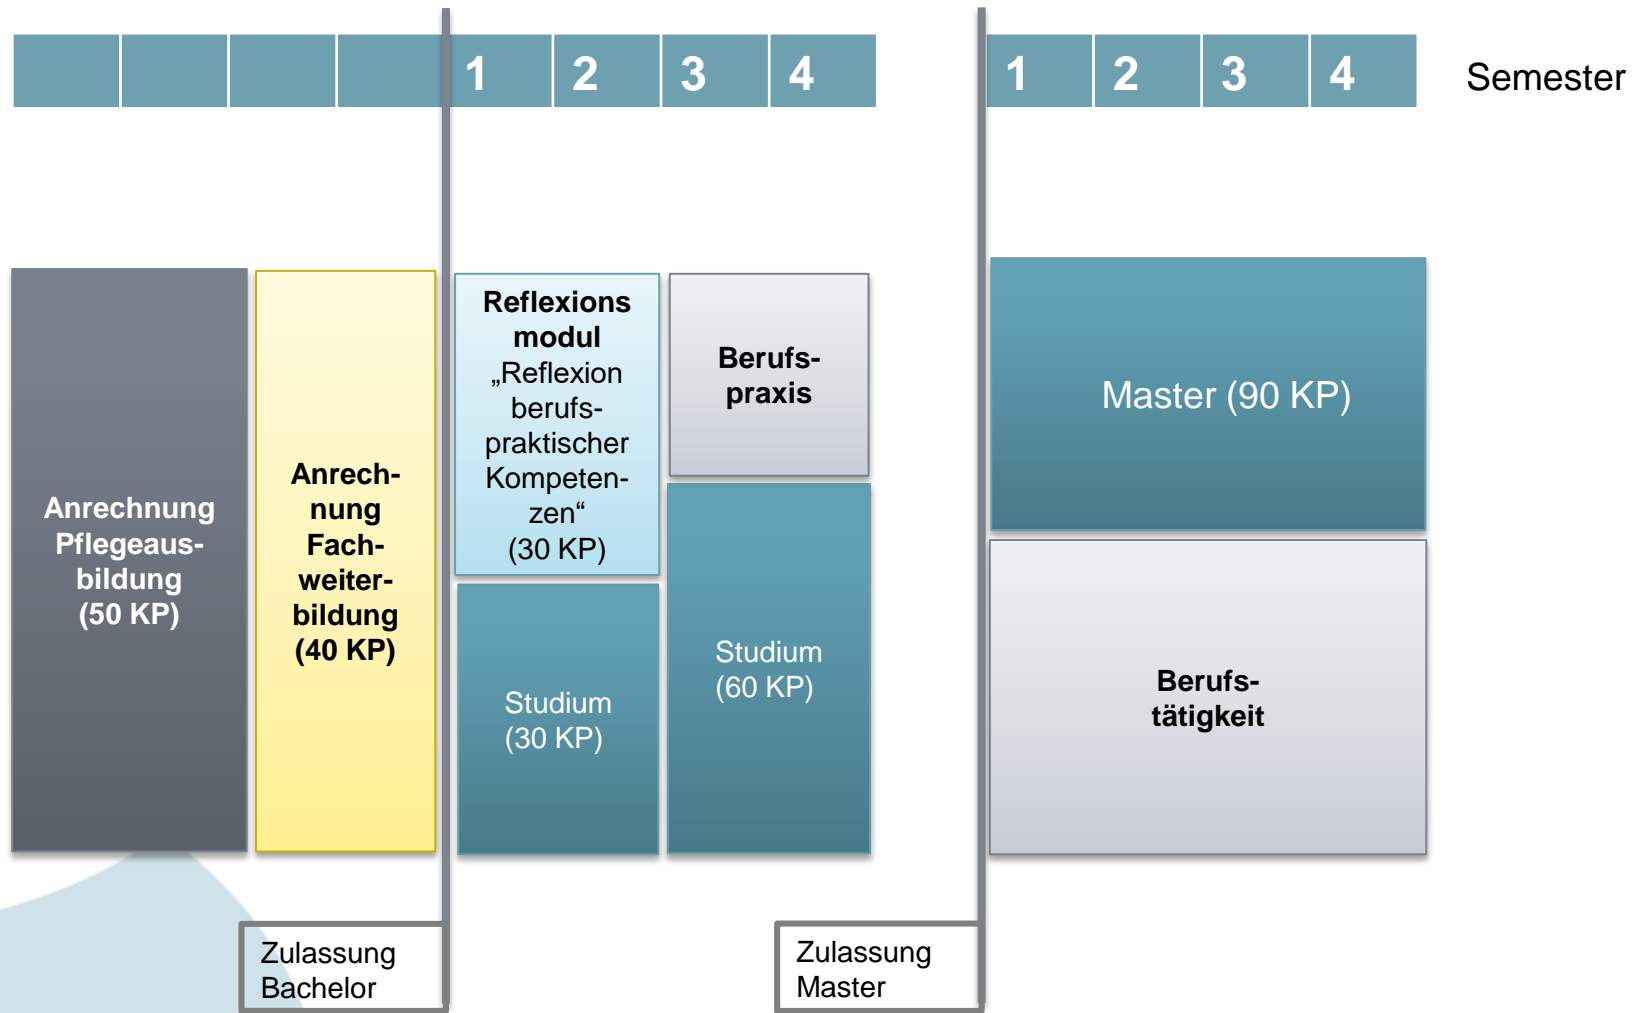 1 2 3 4 1 2 3 4 Semester
Anrechnung
Pflegeaus-
bildung
(50 KP)
Anrech-
nung
Fach-
weiter-
bildung
(40 KP)
Reflexions
modul
„Reflexion
berufs-
praktischer
Kompeten-
zen“
(30 KP)
Studium
(30 KP)
Berufs-
praxis
Studium
(60 KP)
Master (90 KP)
Berufs-
tätigkeit
Zulassung
Bachelor
Zulassung
Master